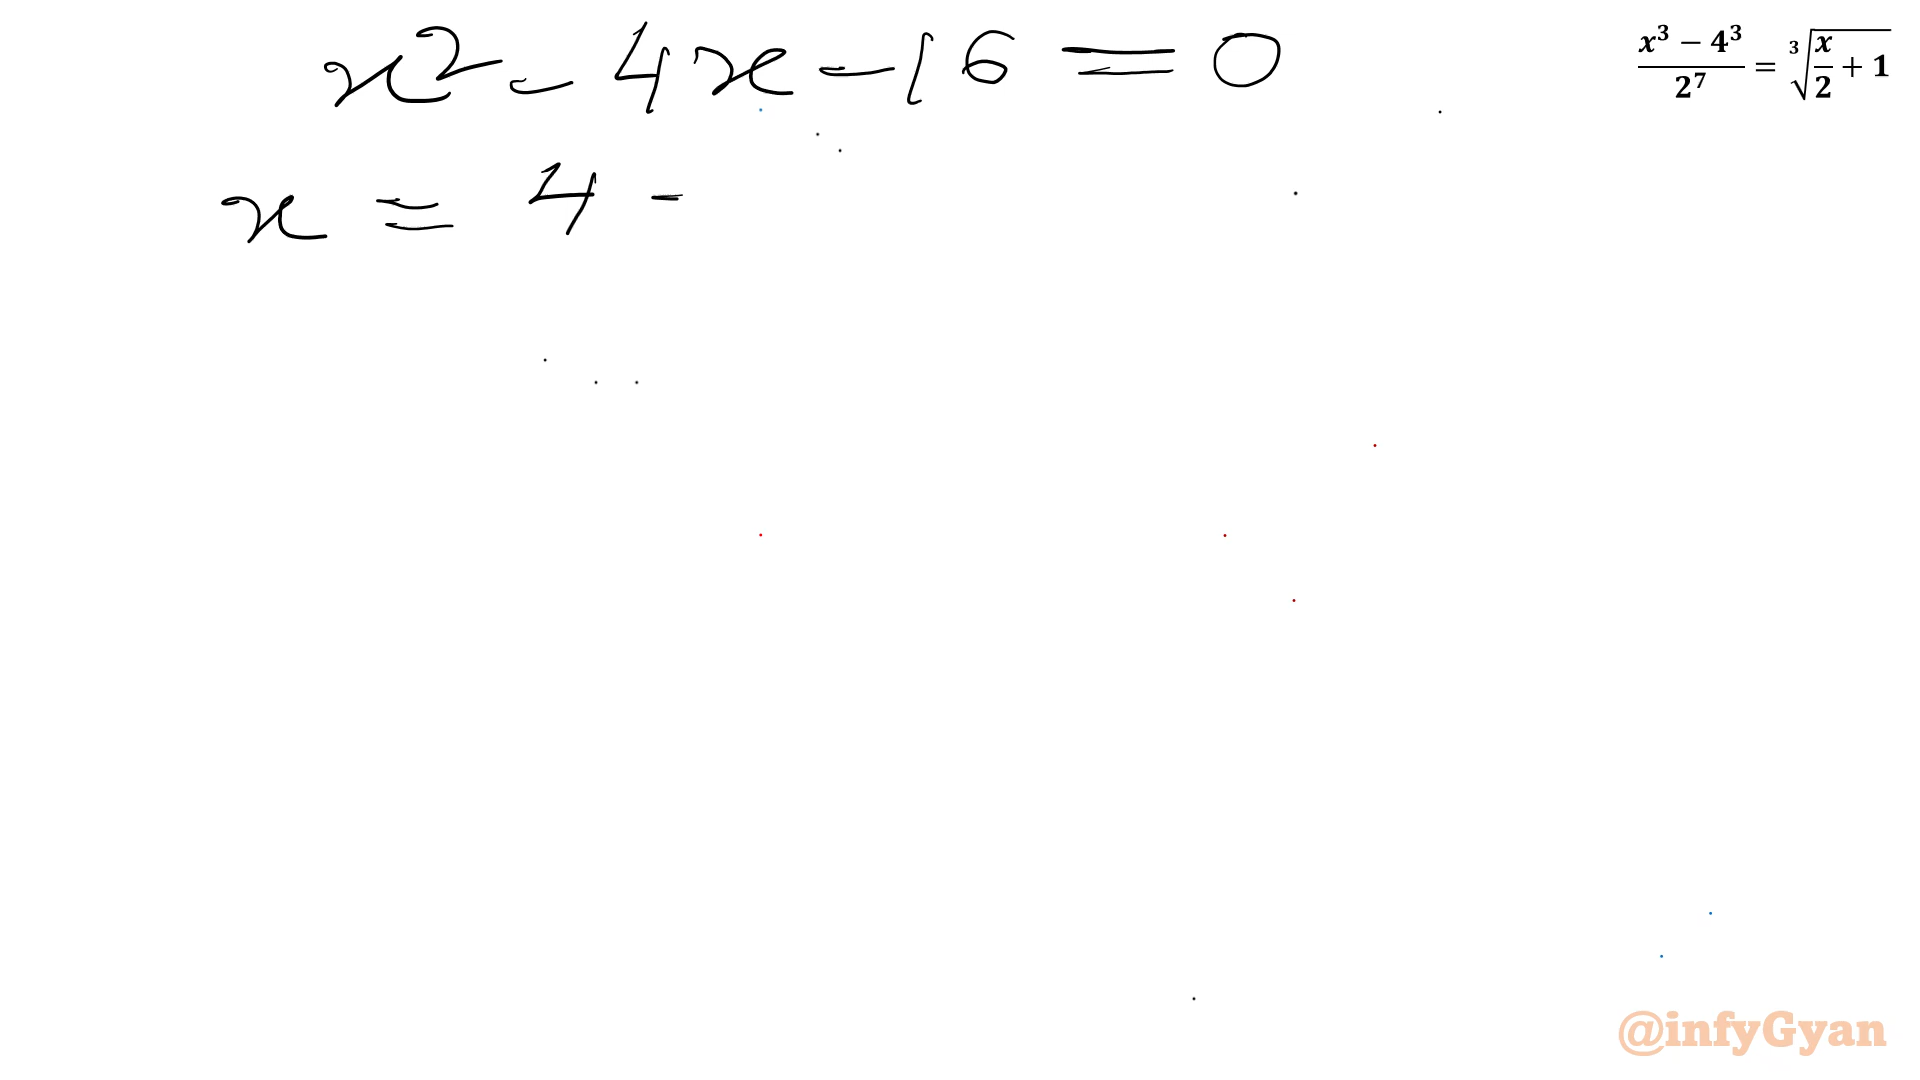 x² - 4x - 16 = 0
x = 4 -
(x³ − 4³)/2⁷ = ∛(x/2 + 1)
@infyGyan